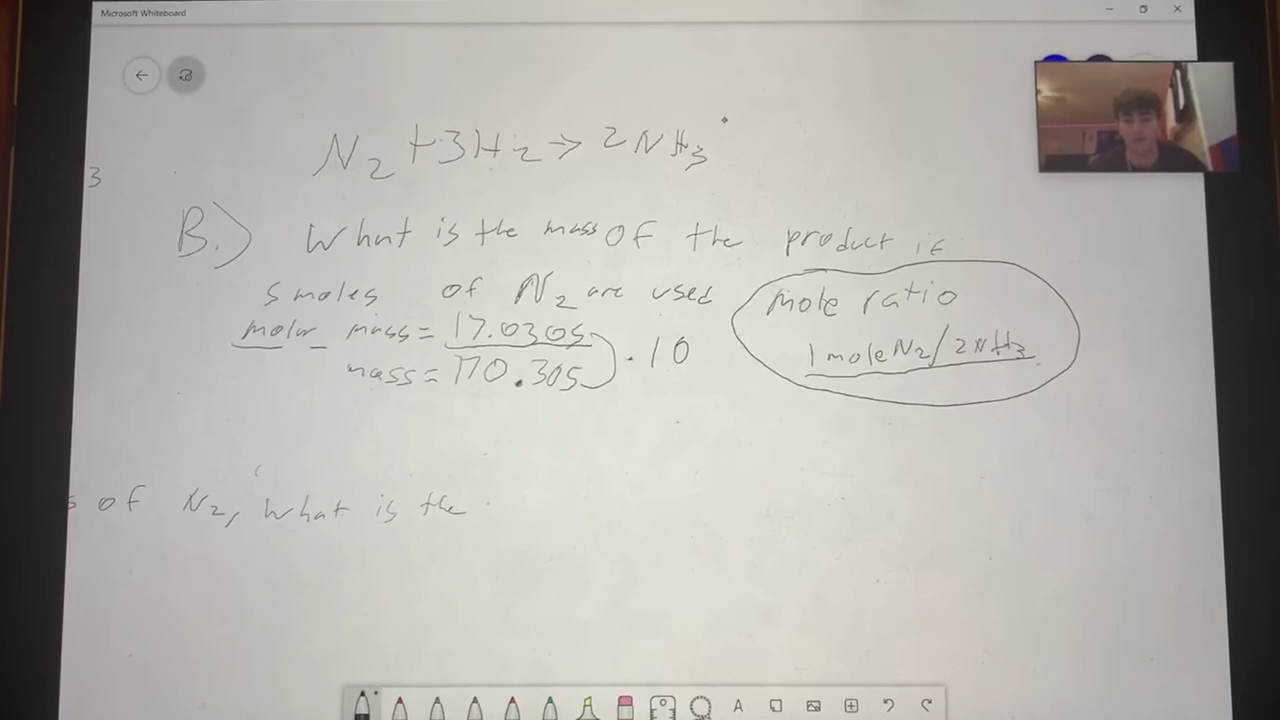 Microsoft Whiteboard
N2 + 3H2 → 2NH3
3
B.) What is the mass of the product if
5 moles of N2 are used
mole ratio
molar mass = 17.0305
1 mole N2/2NH3
mass = 170.305
· 10
s of N2, what is the
A